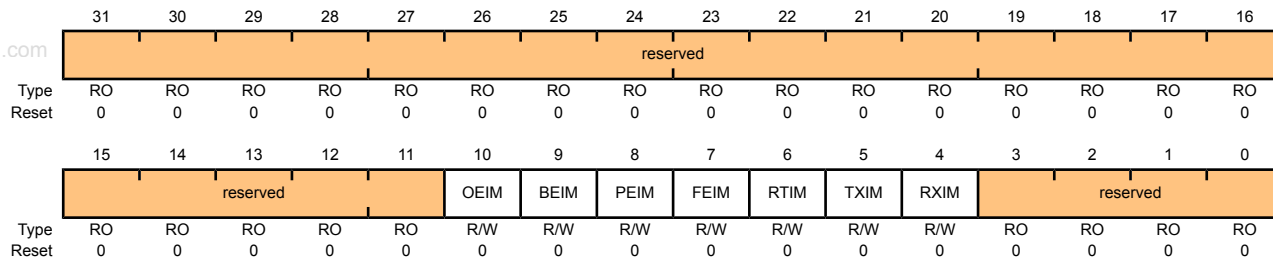 31 30 29 28 27 26 25 24 23 22 21 20 19 18 17 16
.com reserved
Type RO RO RO RO RO RO RO RO RO RO RO RO RO RO RO RO
Reset 0 0 0 0 0 0 0 0 0 0 0 0 0 0 0 0
15 14 13 12 11 10 9 8 7 6 5 4 3 2 1 0
reserved OEIM BEIM PEIM FEIM RTIM TXIM RXIM reserved
Type RO RO RO RO RO R/W R/W R/W R/W R/W R/W R/W RO RO RO RO
Reset 0 0 0 0 0 0 0 0 0 0 0 0 0 0 0 0